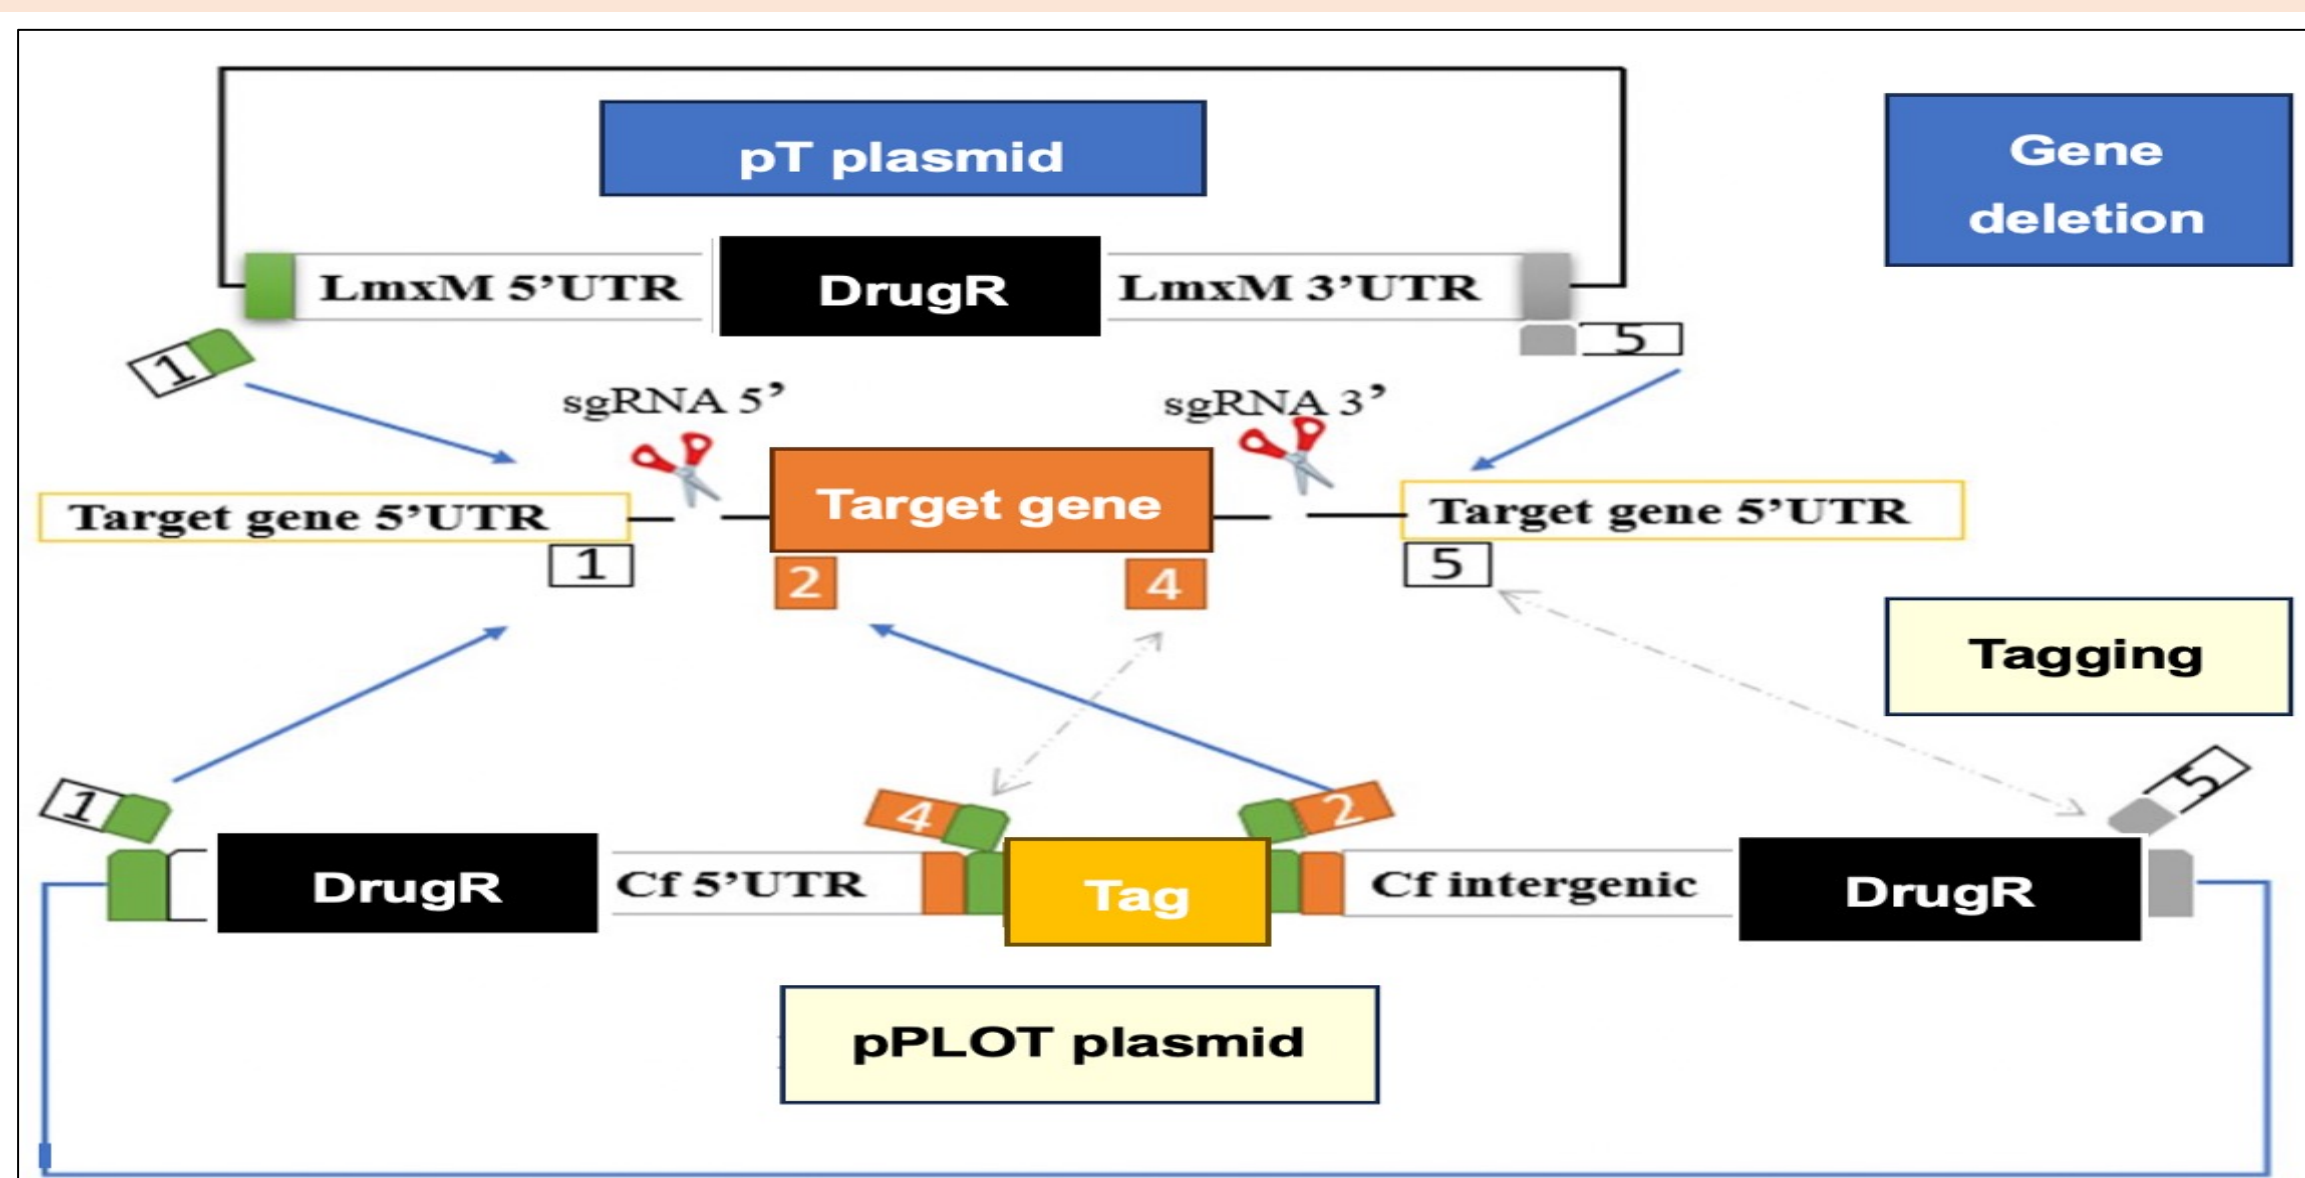 pT plasmid
Gene
deletion
LmxM 5’UTR
DrugR
LmxM 3’UTR
1
5
sgRNA 5’
sgRNA 3’
Target gene 5’UTR
Target gene
Target gene 5’UTR
1
2
4
5
Tagging
1
4
2
5
DrugR
Cf 5’UTR
Tag
Cf intergenic
DrugR
pPLOT plasmid